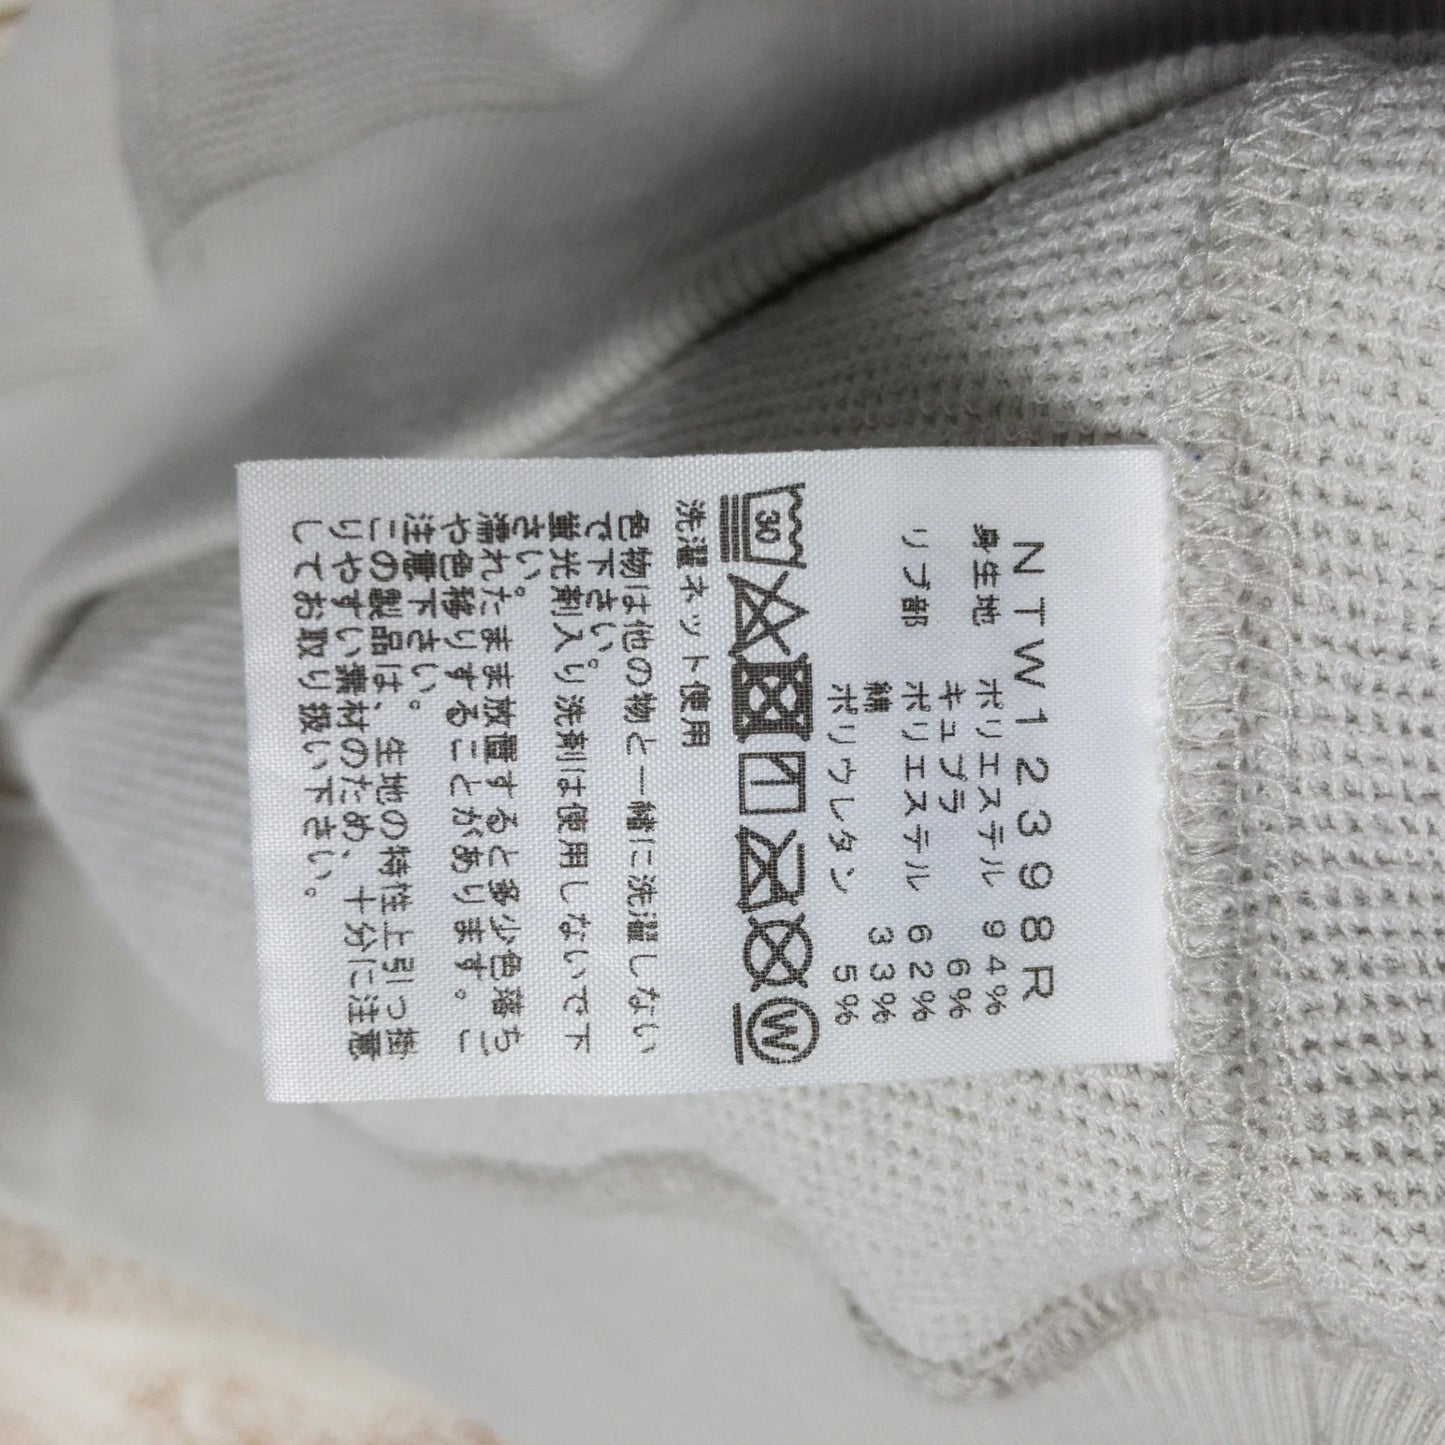 NTW12398R
身生地 ポリエステル 94%
キュプラ 6%
リブ部 ポリエステル 62%
綿 33%
ポリウレタン 5%
30
W
洗濯ネット使用
色物は他の物と一緒に洗濯しない
で下さい。
蛍光剤入り洗剤は使用しないで下
さい。
濡れたまま放置すると多少色落ち、
や色移りすることがあります。ご
注意下さい。
この製品は、生地の特性上引っ掛
りやすい素材のため、十分に注意
してお取り扱い下さい。